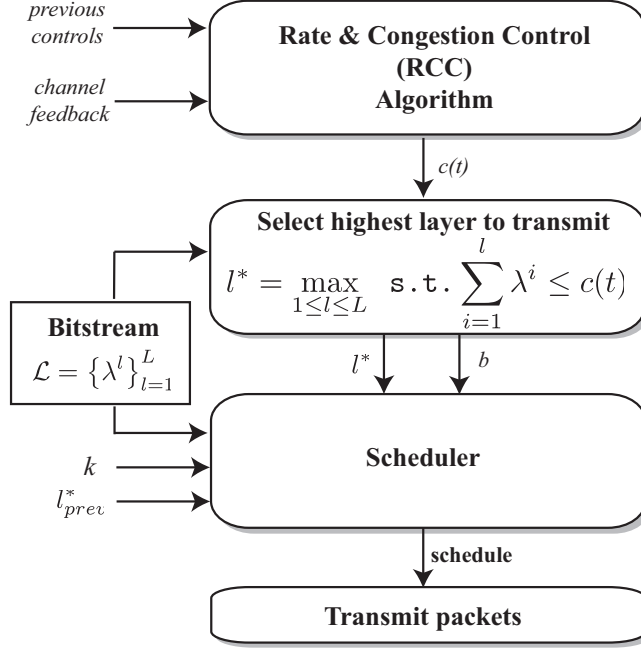 previous
controls
channel
feedback
Rate & Congestion Control
(RCC)
Algorithm
c(t)
Select highest layer to transmit
l* = max 1≤l≤L s.t. ∑_{i=1}^{l} λ^i ≤ c(t)
Bitstream
ℒ = {λ^l}_{l=1}^{L}
l*
b
k
l*_{prev}
Scheduler
schedule
Transmit packets